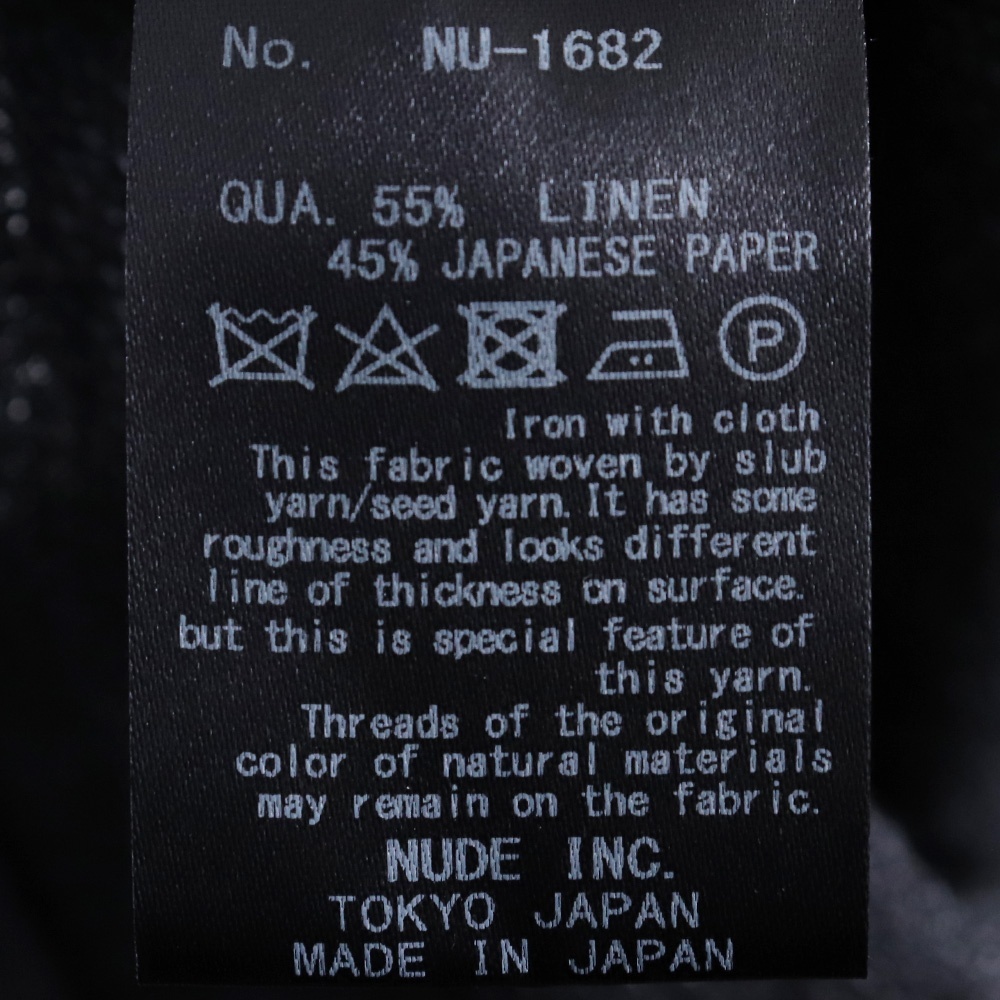 No. NU-1682
QUA. 55% LINEN
45% JAPANESE PAPER
P
Iron with cloth
This fabric woven by slub
yarn/seed yarn.It has some
roughness and looks different
line of thickness on surface.
but this is special feature of
this yarn.
Threads of the original
color of natural materials
may remain on the fabric.
NUDE INC.
TOKYO JAPAN
MADE IN JAPAN